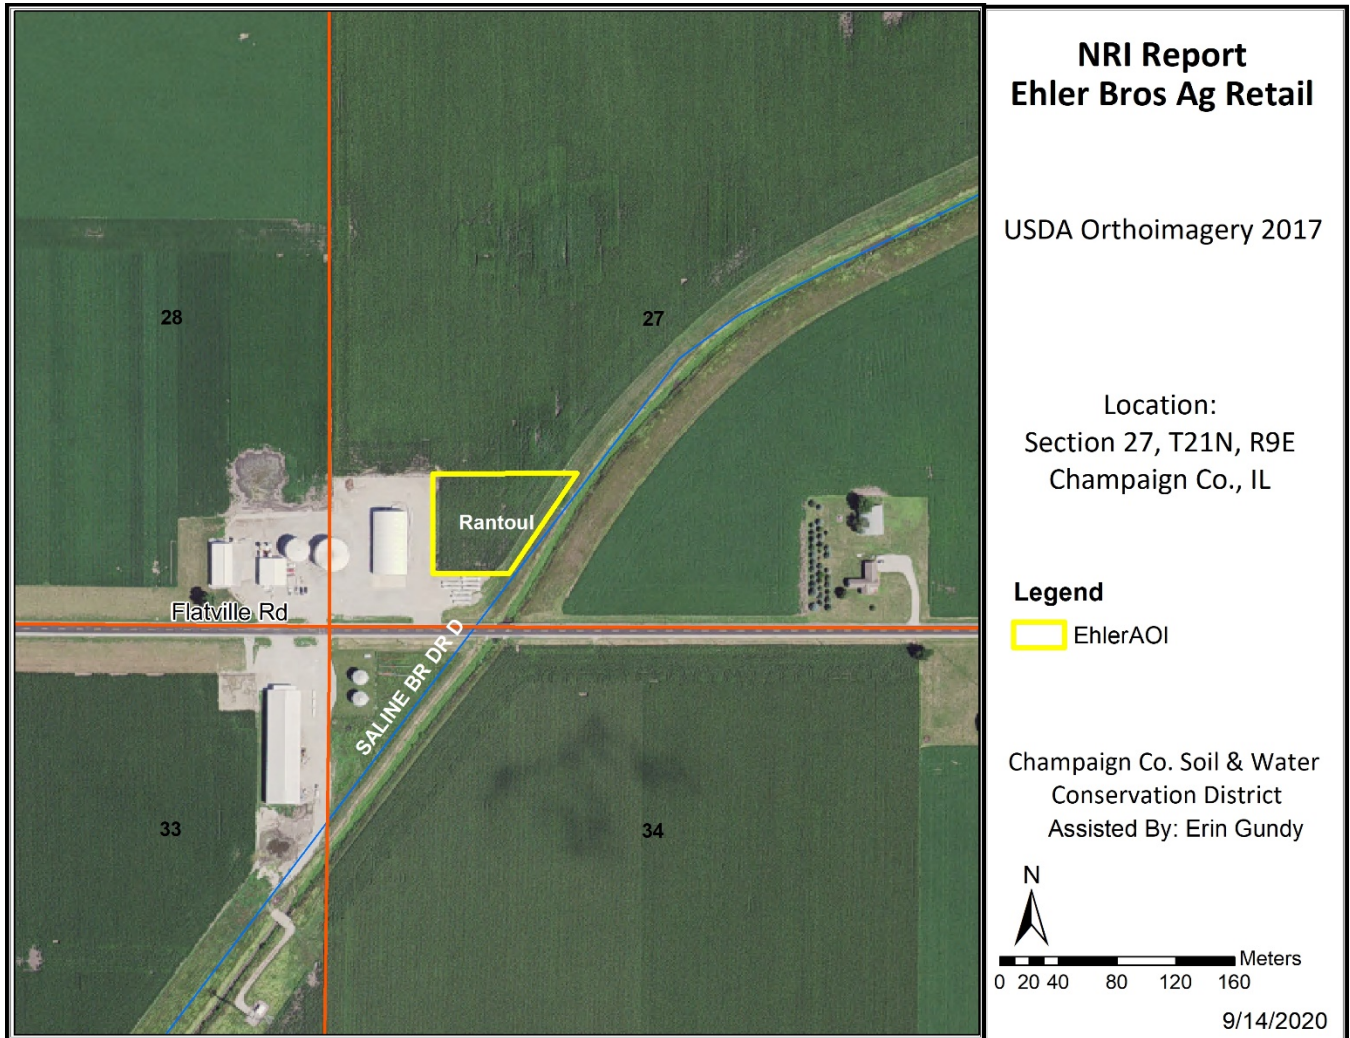 28
27
Rantoul
Flatville Rd
SALINE BR DR D
33
34
NRI Report
Ehler Bros Ag Retail
USDA Orthoimagery 2017
Location:
Section 27, T21N, R9E
Champaign Co., IL
Legend
EhlerAOI
Champaign Co. Soil & Water
Conservation District
Assisted By: Erin Gundy
N
Meters
0 20 40 80 120 160
9/14/2020